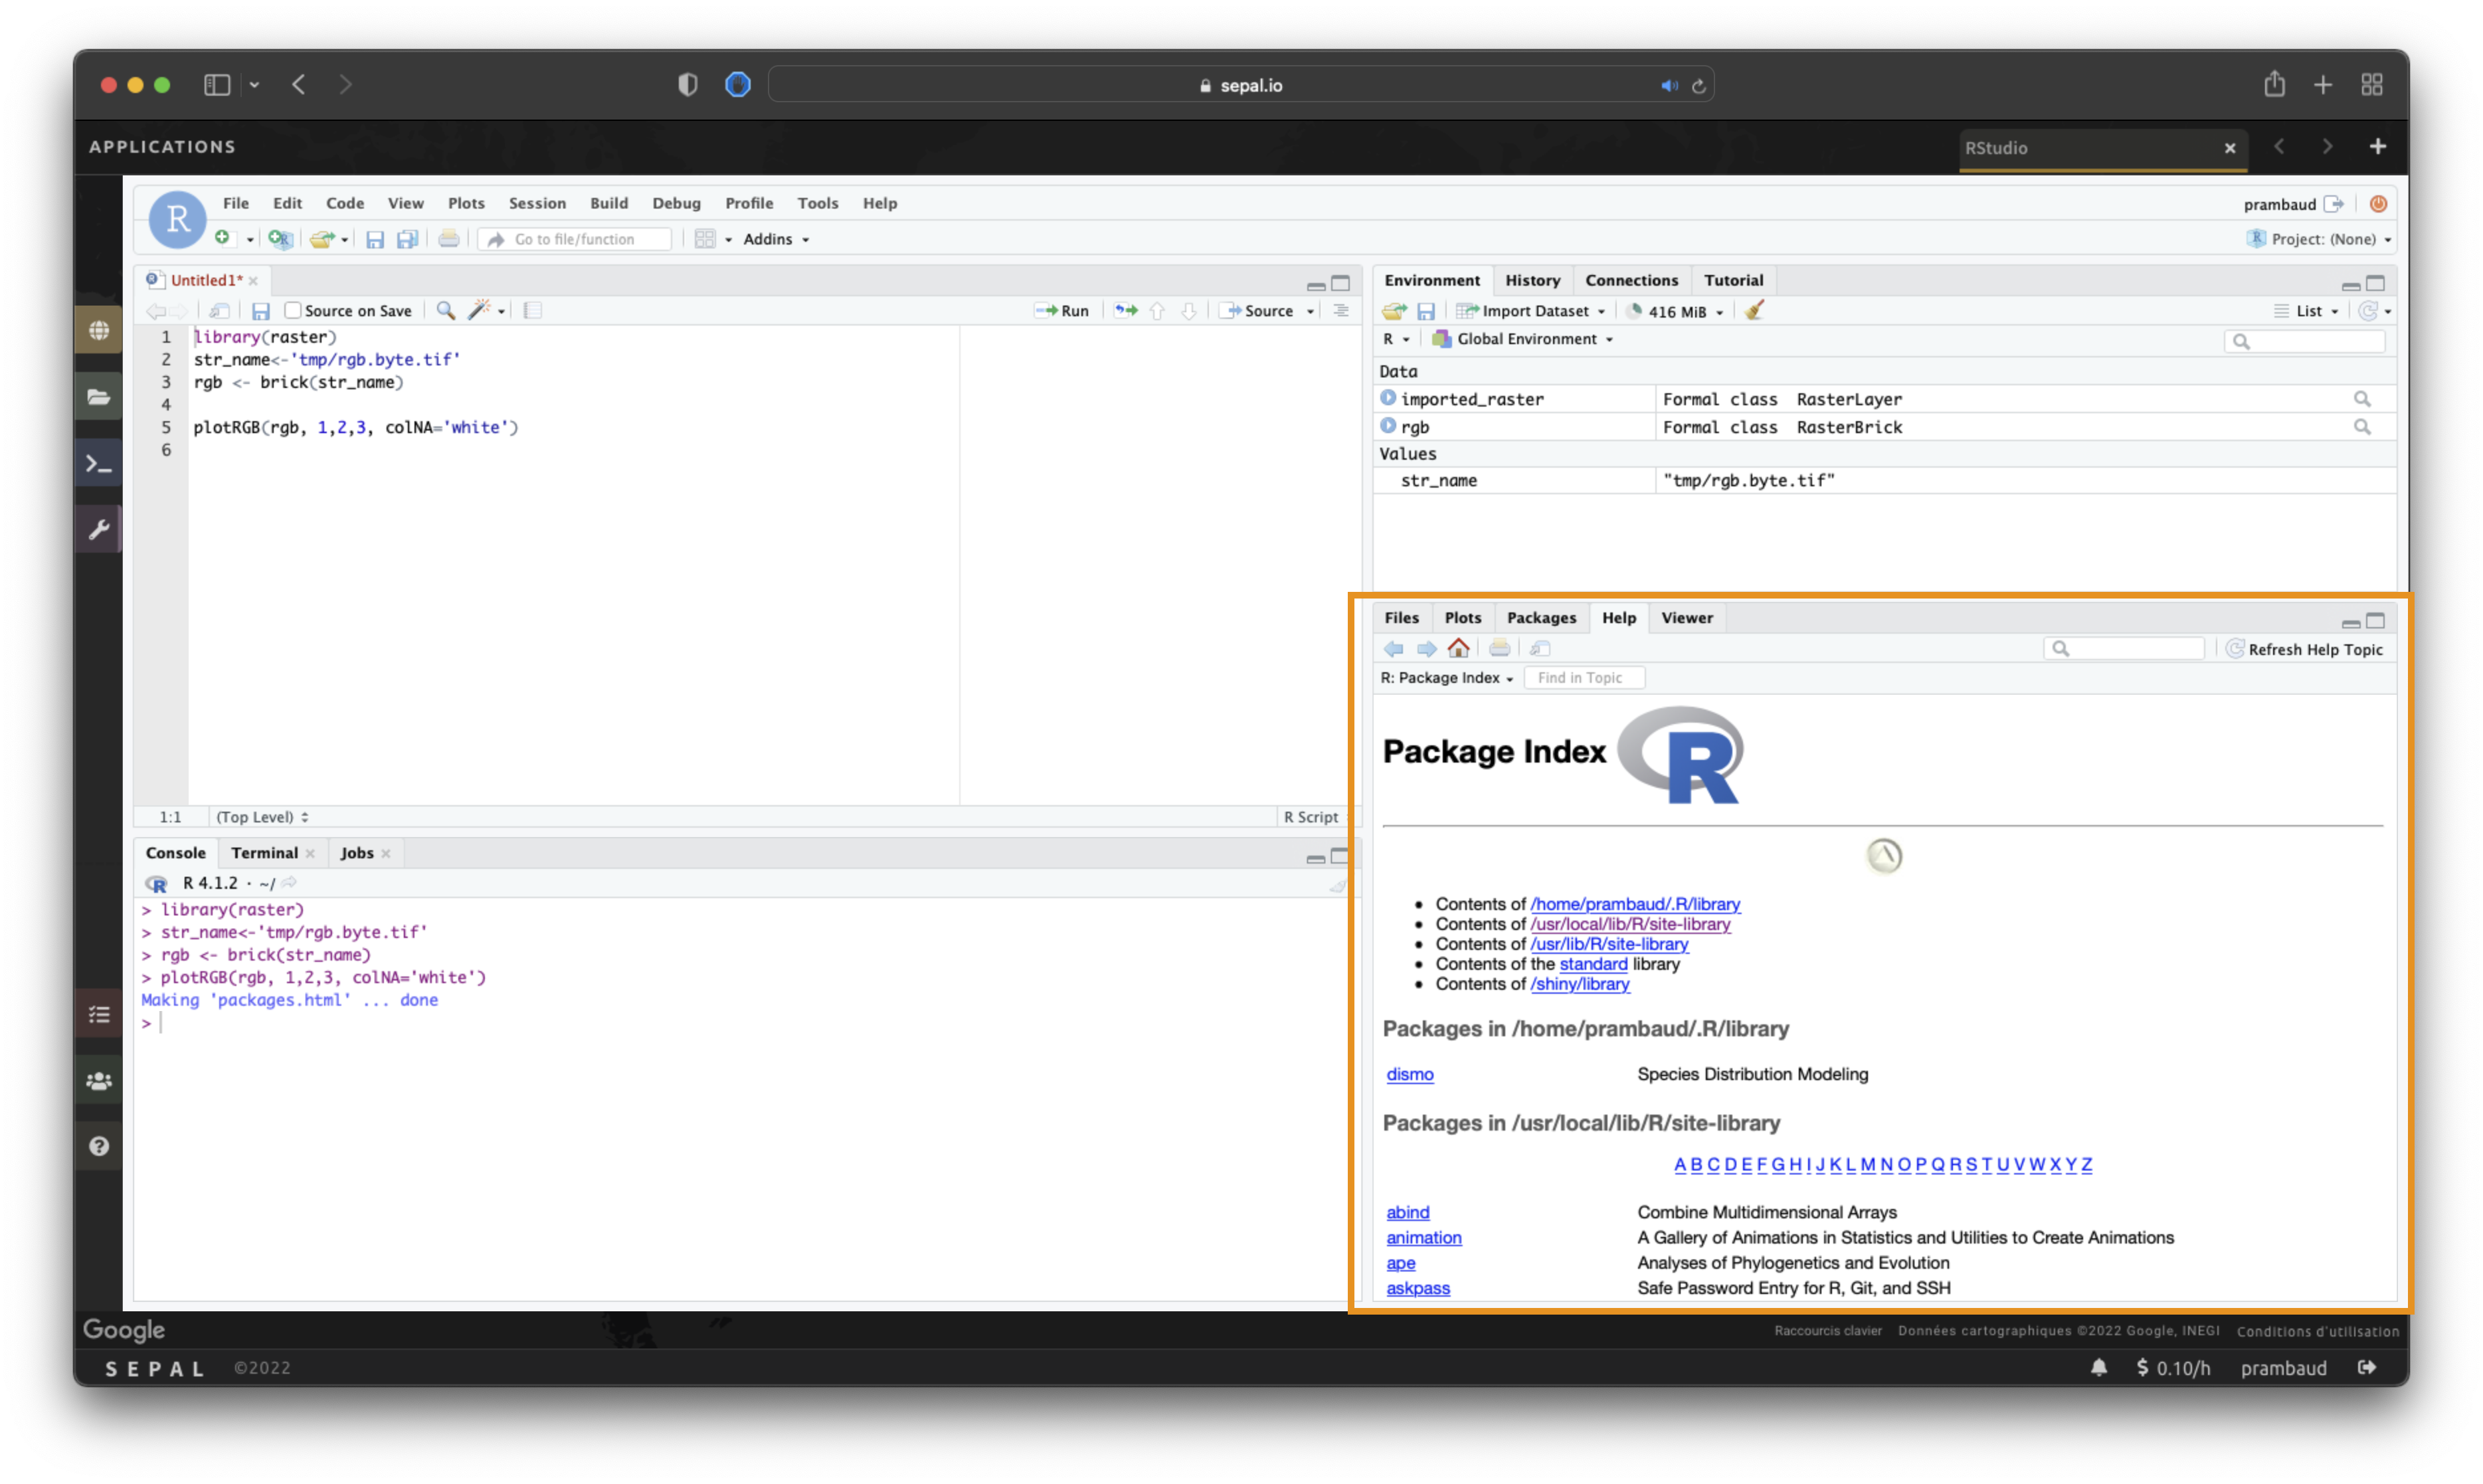 sepal.io
APPLICATIONS
RStudio
File Edit Code View Plots Session Build Debug Profile Tools Help
prambaud
Go to file/function
Addins
Project: (None)
Untitled1*
Source on Save
Run
Source
1 library(raster)
2 str_name<-'tmp/rgb.byte.tif'
3 rgb <- brick(str_name)
4
5 plotRGB(rgb, 1,2,3, colNA='white')
6
1:1 (Top Level) R Script
Console Terminal Jobs
R 4.1.2 · ~/
> library(raster)
> str_name<-'tmp/rgb.byte.tif'
> rgb <- brick(str_name)
> plotRGB(rgb, 1,2,3, colNA='white')
Making 'packages.html' ... done
>
Environment History Connections Tutorial
Import Dataset 416 MiB List
R Global Environment
Data
imported_raster Formal class RasterLayer
rgb Formal class RasterBrick
Values
str_name "tmp/rgb.byte.tif"
Files Plots Packages Help Viewer
Refresh Help Topic
R: Package Index Find in Topic
Package Index R
Contents of /home/prambaud/.R/library
Contents of /usr/local/lib/R/site-library
Contents of /usr/lib/R/site-library
Contents of the standard library
Contents of /shiny/library
Packages in /home/prambaud/.R/library
dismo Species Distribution Modeling
Packages in /usr/local/lib/R/site-library
A B C D E F G H I J K L M N O P Q R S T U V W X Y Z
abind Combine Multidimensional Arrays
animation A Gallery of Animations in Statistics and Utilities to Create Animations
ape Analyses of Phylogenetics and Evolution
askpass Safe Password Entry for R, Git, and SSH
Google
Raccourcis clavier Données cartographiques ©2022 Google, INEGI Conditions d'utilisation
SEPAL ©2022
$ 0.10/h prambaud